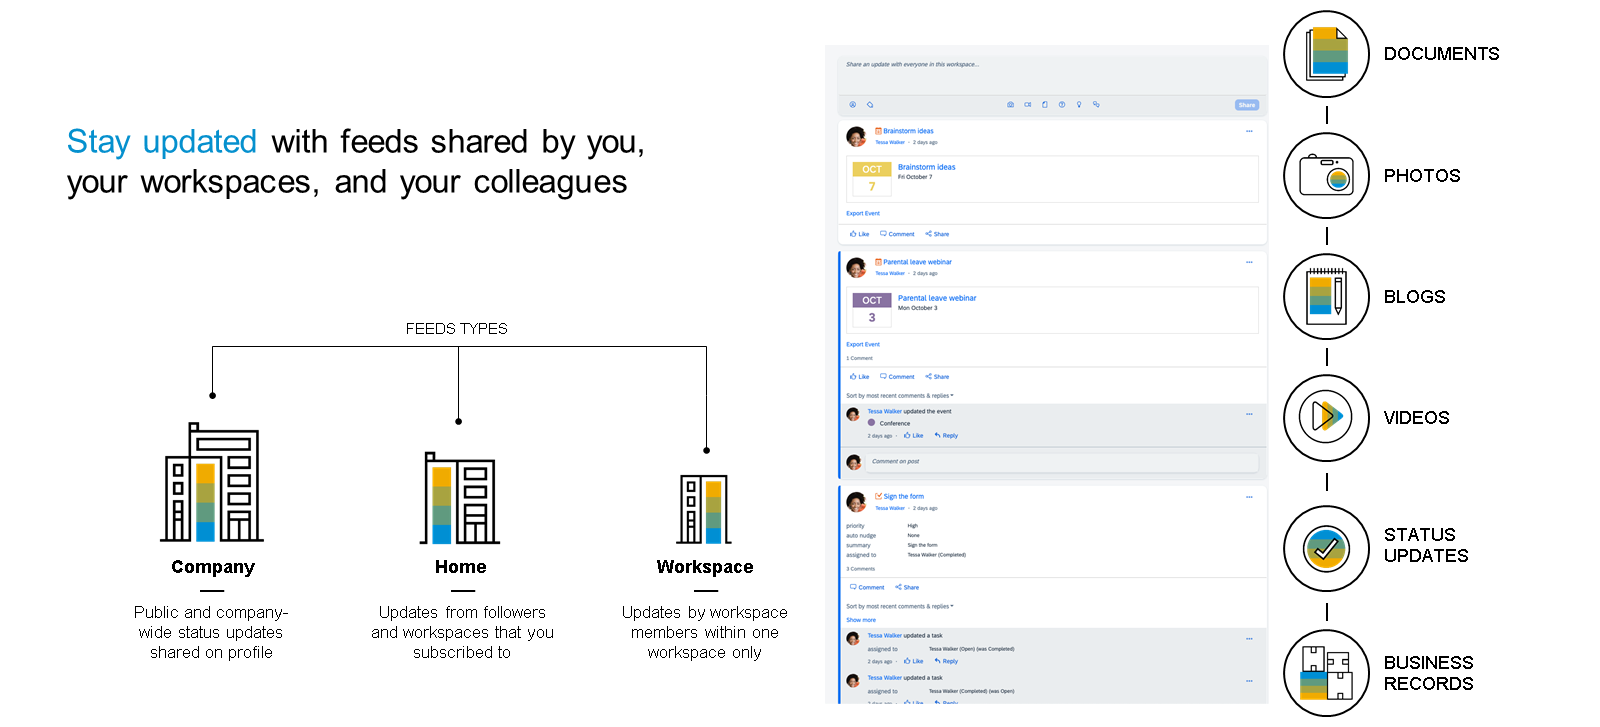 Stay updated with feeds shared by you,
your workspaces, and your colleagues
FEEDS TYPES
Company
Public and company-
wide status updates
shared on profile
Home
Updates from followers
and workspaces that you
subscribed to
Workspace
Updates by workspace
members within one
workspace only
Share an update with everyone in this workspace...
Share
Brainstorm ideas
Tessa Walker · 2 days ago
OCT
7
Brainstorm ideas
Fri October 7
Export Event
Like Comment Share
Parental leave webinar
Tessa Walker · 2 days ago
OCT
3
Parental leave webinar
Mon October 3
Export Event
1 Comment
Like Comment Share
Sort by most recent comments & replies
Tessa Walker updated the event
Conference
2 days ago · Like Reply
Comment on post
Sign the form
Tessa Walker · 2 days ago
priority High
auto nudge None
summary Sign the form
assigned to Tessa Walker (Completed)
3 Comments
Comment Share
Sort by most recent comments & replies
Show more
Tessa Walker updated a task
assigned to Tessa Walker (Open) (was Completed)
2 days ago · Like Reply
Tessa Walker updated a task
assigned to Tessa Walker (Completed) (was Open)
2 days ago · Like Reply
DOCUMENTS
PHOTOS
BLOGS
VIDEOS
STATUS
UPDATES
BUSINESS
RECORDS